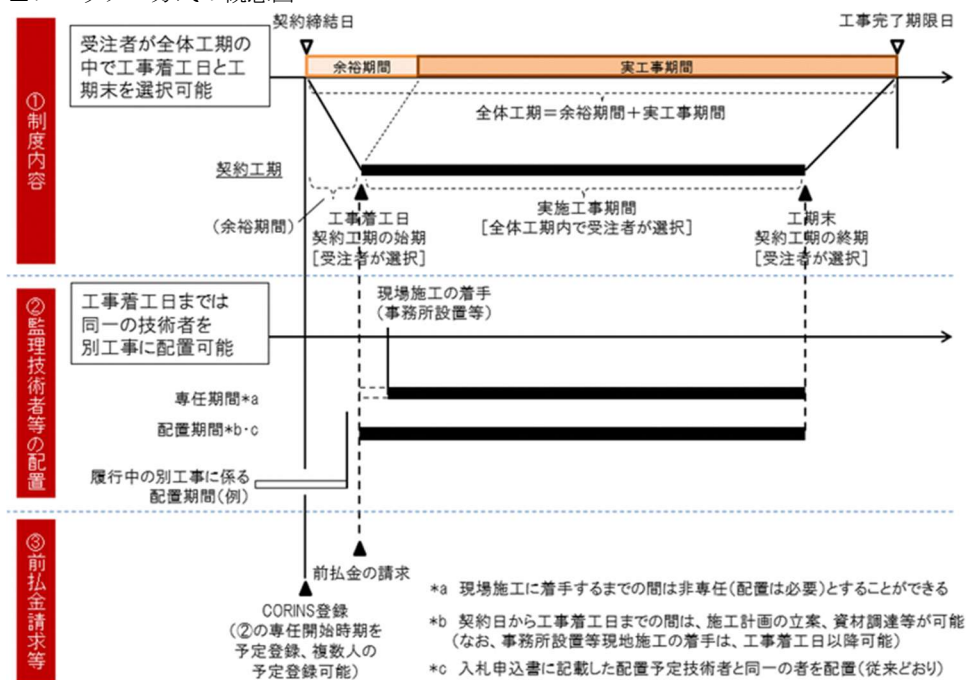 契約締結日
工事完了期限日
受注者が全体工期の
中で工事着工日と工
期末を選択可能
余裕期間
実工事期間
全体工期＝余裕期間＋実工事期間
①制度内容
契約工期
(余裕期間)
工事着工日
契約工期の始期
[受注者が選択]
実施工事期間
[全体工期内で受注者が選択]
工期末
契約工期の終期
[受注者が選択]
②監理技術者等の配置
工事着工日までは
同一の技術者を
別工事に配置可能
現場施工の着手
(事務所設置等)
専任期間*a
配置期間*b・c
履行中の別工事に係る
配置期間(例)
③前払金請求等
前払金の請求
CORINS登録
(②の専任開始時期を
予定登録、複数人の
予定登録可能)
*a 現場施工に着手するまでの間は非専任(配置は必要)とすることができる
*b 契約日から工事着工日までの間は、施工計画の立案、資材調達等が可能
(なお、事務所設置等現地施工の着手は、工事着工日以降可能)
*c 入札申込書に記載した配置予定技術者と同一の者を配置(従来どおり)